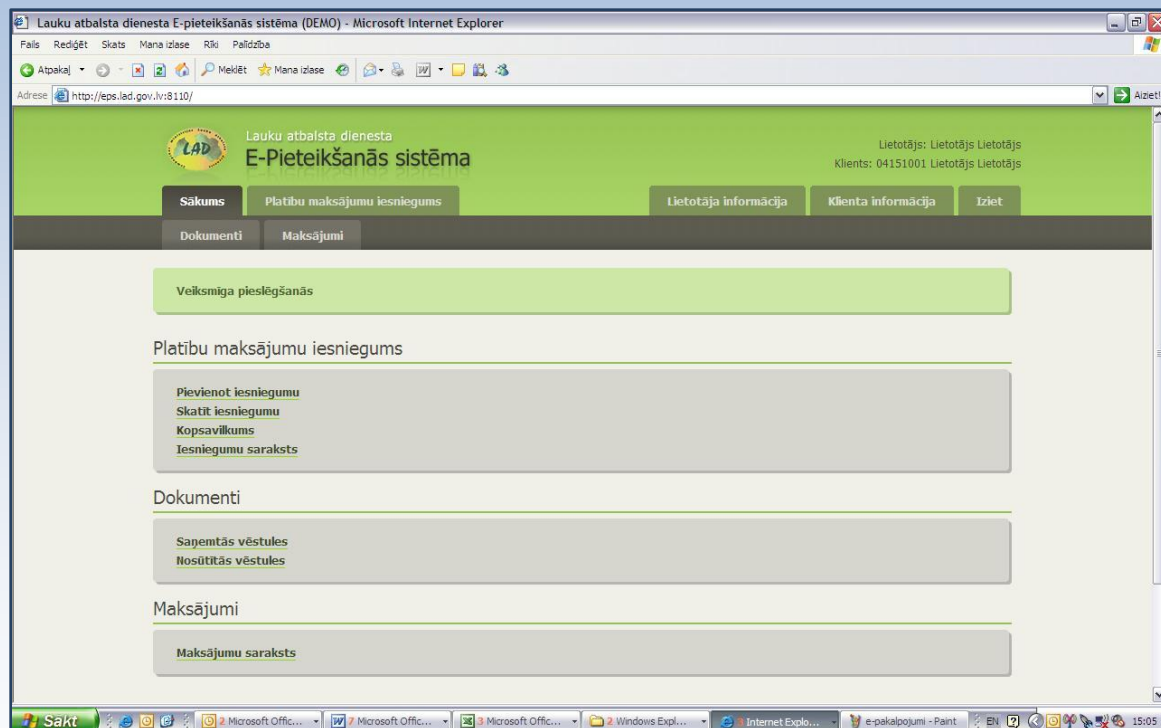 Lauku atbalsta dienesta E-pieteikšanās sistēma (DEMO) - Microsoft Internet Explorer
Fails Rediģēt Skats Mana izlase Rīki Palīdzība
Atpakaļ Meklēt Mana izlase
Adrese http://eps.lad.gov.lv:8110/ Aiziet!
LAD
Lauku atbalsta dienesta
E-Pieteikšanās sistēma
Lietotājs: Lietotājs Lietotājs
Klients: 04151001 Lietotājs Lietotājs
Sākums Platību maksājumu iesniegums Lietotāja informācija Klienta informācija Iziet
Dokumenti Maksājumi
Veiksmīga pieslēgšanās
Platību maksājumu iesniegums
Pievienot iesniegumu
Skatīt iesniegumu
Kopsavilkums
Iesniegumu saraksts
Dokumenti
Saņemtās vēstules
Nosūtītās vēstules
Maksājumi
Maksājumu saraksts
Sākt 2 Microsoft Offic... 7 Microsoft Offic... 3 Microsoft Offic... 2 Windows Expl... Internet Explo... e-pakalpojumi - Paint EN 15:05